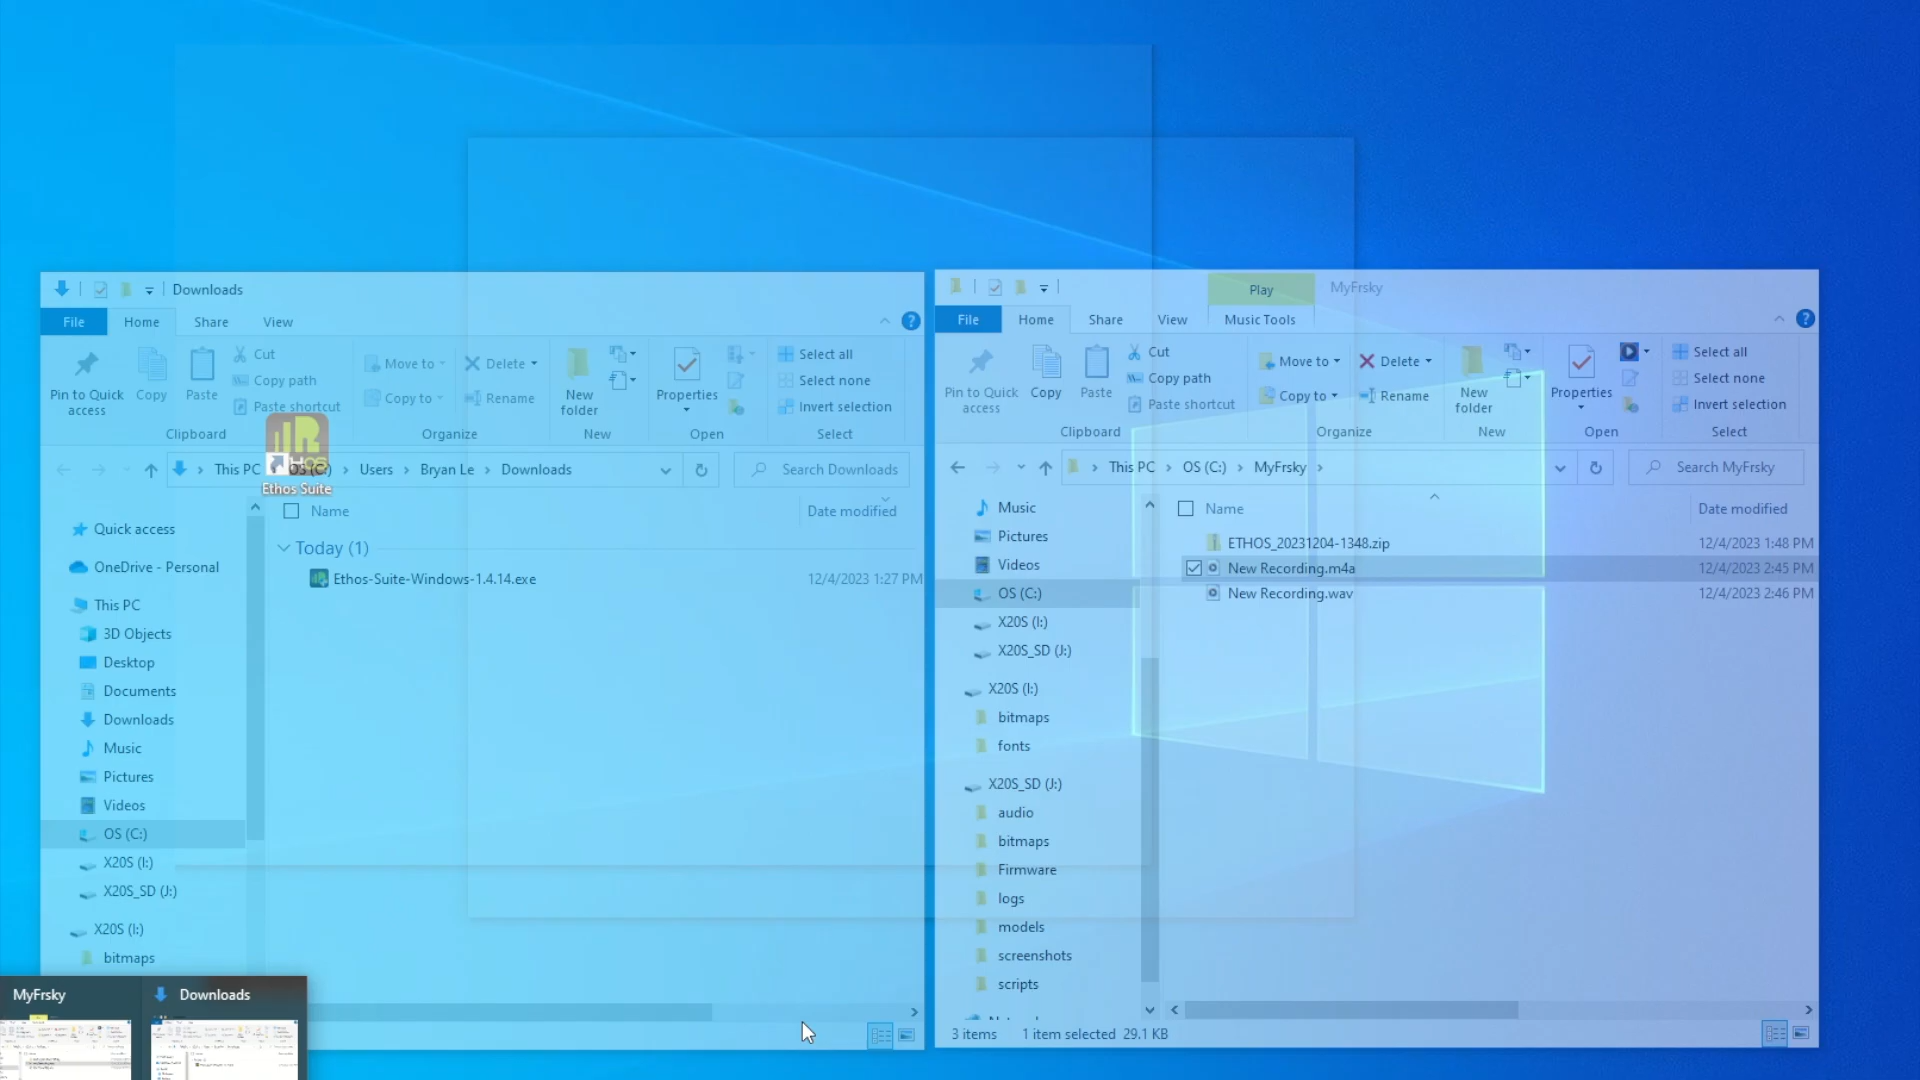 Downloads
File Home Share View
Pin to Quick access
Copy
Paste
Cut
Copy path
Paste shortcut
Clipboard
Move to
Copy to
Delete
Rename
Organize
New folder
New
Properties
Open
Select all
Select none
Invert selection
Select
This PC OS (C:) Users Bryan Le Downloads
Search Downloads
Ethos Suite
Name Date modified
Today (1)
Ethos-Suite-Windows-1.4.14.exe 12/4/2023 1:27 PM
Quick access
OneDrive - Personal
This PC
3D Objects
Desktop
Documents
Downloads
Music
Pictures
Videos
OS (C:)
X20S (I:)
X20S_SD (J:)
X20S (I:)
bitmaps
MyFrsky
Downloads
Play MyFrsky
File Home Share View Music Tools
Pin to Quick access
Copy
Paste
Cut
Copy path
Paste shortcut
Clipboard
Move to
Copy to
Delete
Rename
Organize
New folder
New
Properties
Open
Select all
Select none
Invert selection
Select
This PC OS (C:) MyFrsky
Search MyFrsky
Name Date modified
ETHOS_20231204-1348.zip 12/4/2023 1:48 PM
New Recording.m4a 12/4/2023 2:45 PM
New Recording.wav 12/4/2023 2:46 PM
Music
Pictures
Videos
OS (C:)
X20S (I:)
X20S_SD (J:)
X20S (I:)
bitmaps
fonts
X20S_SD (J:)
audio
bitmaps
Firmware
logs
models
screenshots
scripts
3 items 1 item selected 29.1 KB